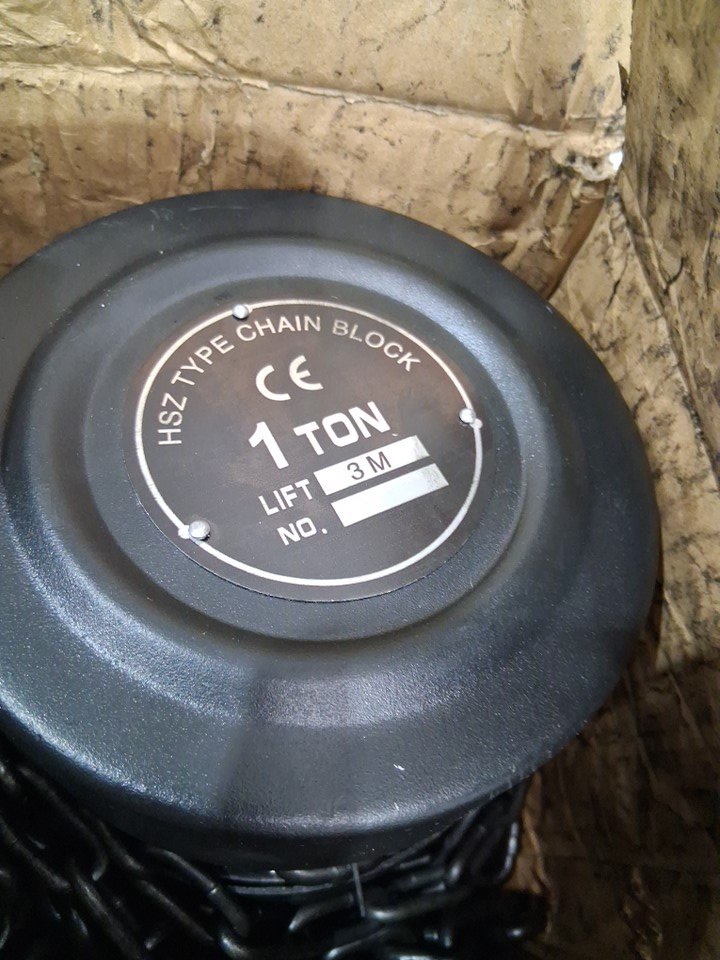 HSZ TYPE CHAIN BLOCK
CE
1 TON
LIFT 3 M
NO.